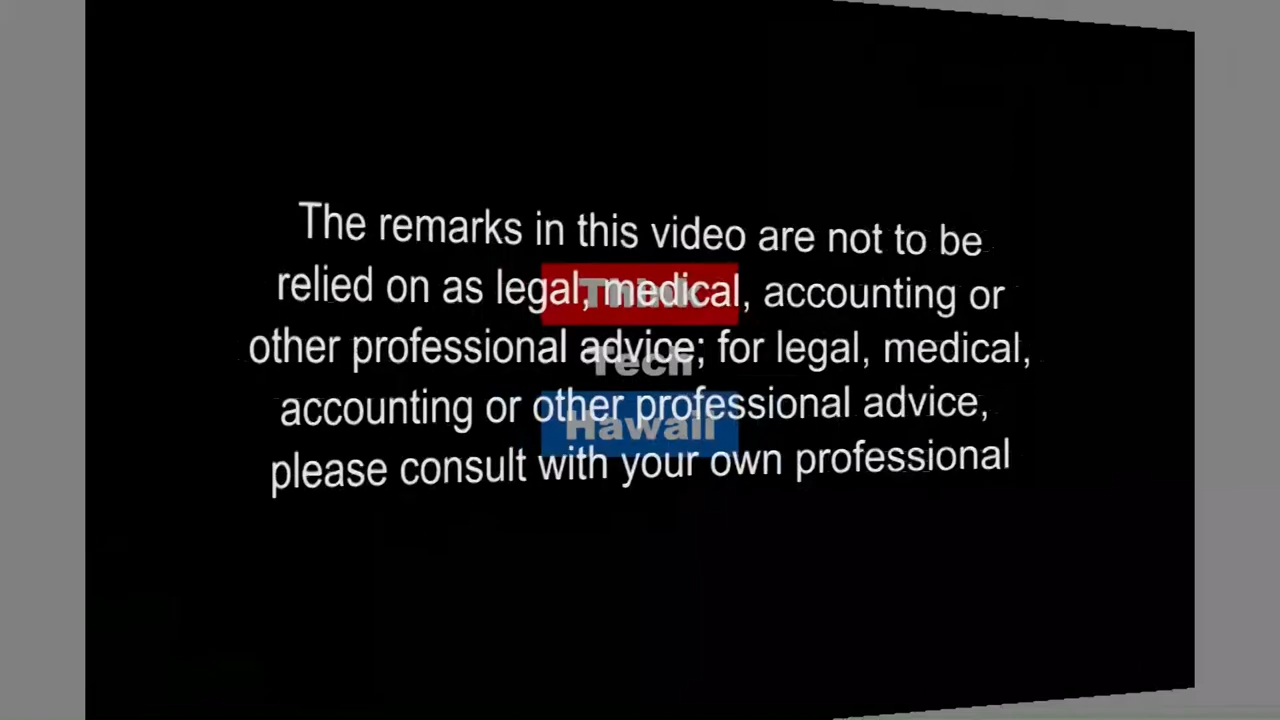 The remarks in this video are not to be
relied on as legal, medical, accounting or
other professional advice; for legal, medical,
accounting or other professional advice,
please consult with your own professional
Think
Tech
Hawaii